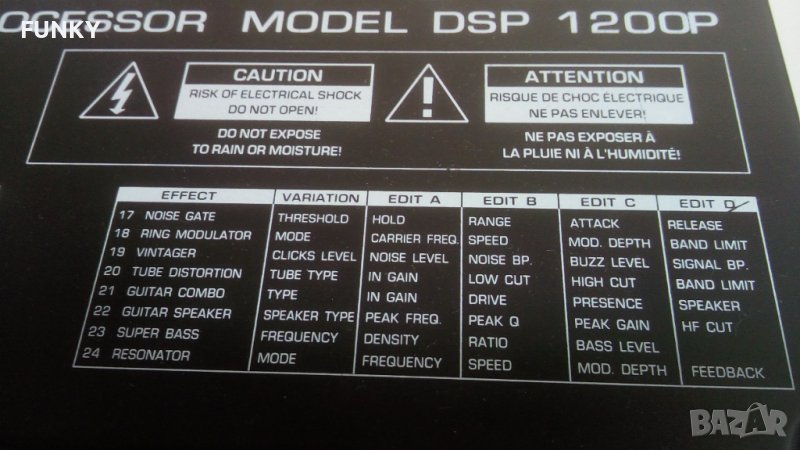 OCESSOR MODEL DSP 1200P
FUNKY
CAUTION
RISK OF ELECTRICAL SHOCK
DO NOT OPEN!
DO NOT EXPOSE
TO RAIN OR MOISTURE!
ATTENTION
RISQUE DE CHOC ÉLECTRIQUE
NE PAS ENLEVER!
NE PAS EXPOSER À
LA PLUIE NI À L'HUMIDITÉ!
EFFECT VARIATION EDIT A EDIT B EDIT C EDIT D
17 NOISE GATE THRESHOLD HOLD RANGE ATTACK RELEASE
18 RING MODULATOR MODE CARRIER FREQ. SPEED MOD. DEPTH BAND LIMIT
19 VINTAGER CLICKS LEVEL NOISE LEVEL NOISE BP. BUZZ LEVEL SIGNAL BP.
20 TUBE DISTORTION TUBE TYPE IN GAIN LOW CUT HIGH CUT BAND LIMIT
21 GUITAR COMBO TYPE IN GAIN DRIVE PRESENCE SPEAKER
22 GUITAR SPEAKER SPEAKER TYPE PEAK FREQ. PEAK Q PEAK GAIN HF CUT
23 SUPER BASS FREQUENCY DENSITY RATIO BASS LEVEL
24 RESONATOR MODE FREQUENCY SPEED MOD. DEPTH FEEDBACK
BAZAR